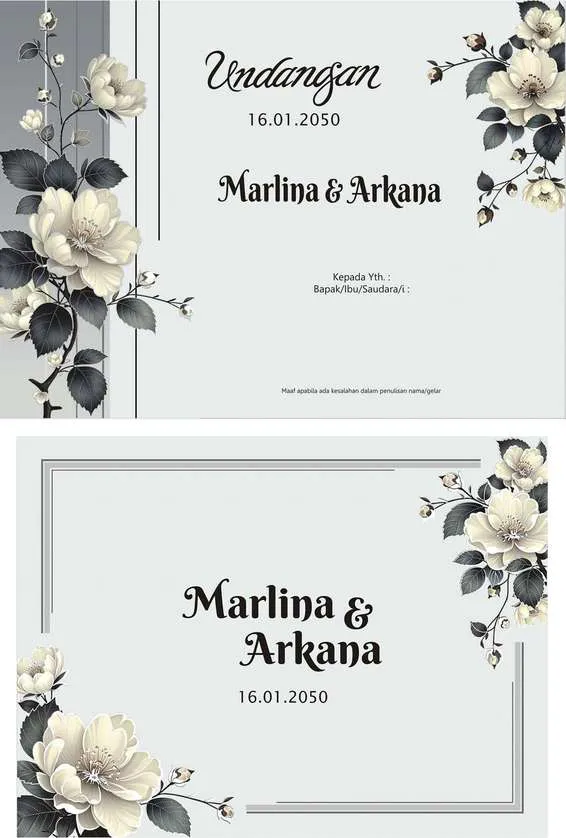 Undangan
16.01.2050
Marlina & Arkana
Kepada Yth. :
Bapak/Ibu/Saudara/i :
Maaf apabila ada kesalahan dalam penulisan nama/gelar
Marlina &
Arkana
16.01.2050